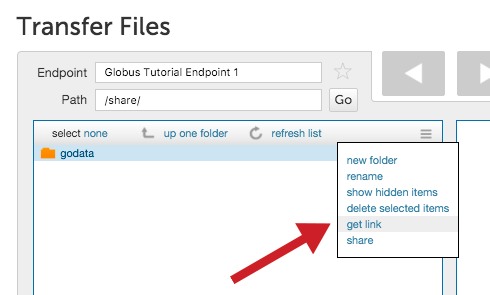 Transfer Files
Endpoint Globus Tutorial Endpoint 1
Path /share/ Go
select none up one folder refresh list
godata
new folder
rename
show hidden items
delete selected items
get link
share